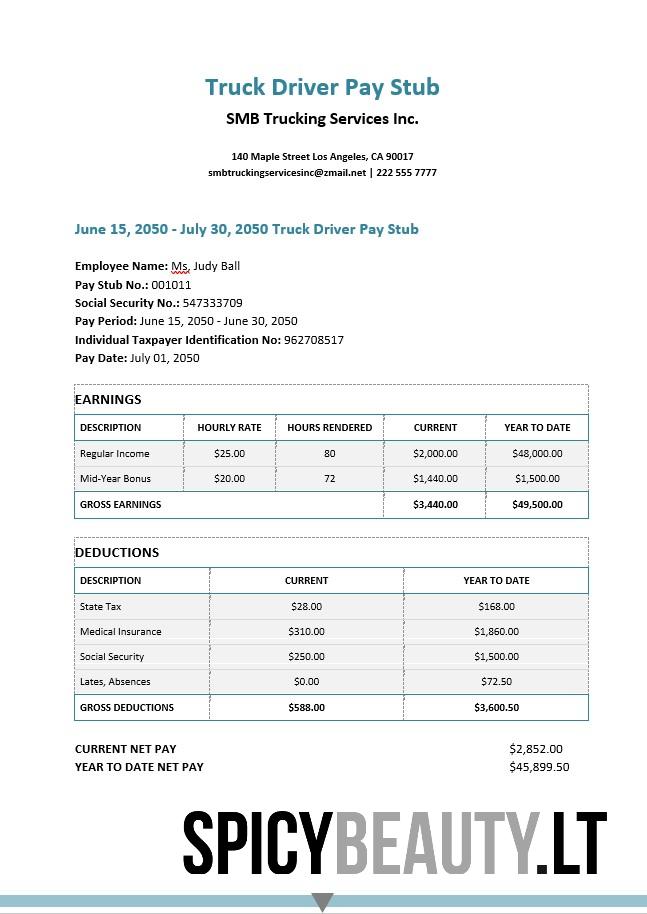 Truck Driver Pay Stub
SMB Trucking Services Inc.
140 Maple Street Los Angeles, CA 90017
smbtruckingservicesinc@zmail.net | 222 555 7777
June 15, 2050 - July 30, 2050 Truck Driver Pay Stub
Employee Name: Ms, Judy Ball
Pay Stub No.: 001011
Social Security No.: 547333709
Pay Period: June 15, 2050 - June 30, 2050
Individual Taxpayer Identification No: 962708517
Pay Date: July 01, 2050
EARNINGS
DESCRIPTION HOURLY RATE HOURS RENDERED CURRENT YEAR TO DATE
Regular Income $25.00 80 $2,000.00 $48,000.00
Mid-Year Bonus $20.00 72 $1,440.00 $1,500.00
GROSS EARNINGS $3,440.00 $49,500.00
DEDUCTIONS
DESCRIPTION CURRENT YEAR TO DATE
State Tax $28.00 $168.00
Medical Insurance $310.00 $1,860.00
Social Security $250.00 $1,500.00
Lates, Absences $0.00 $72.50
GROSS DEDUCTIONS $588.00 $3,600.50
CURRENT NET PAY $2,852.00
YEAR TO DATE NET PAY $45,899.50
SPICYBEAUTY.LT